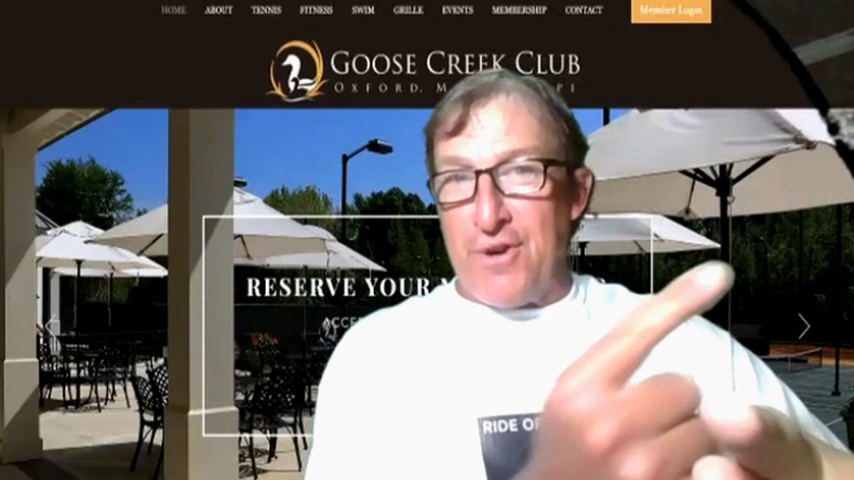 HOME ABOUT TENNIS FITNESS SWIM GRILLE EVENTS MEMBERSHIP CONTACT Member Login
GOOSE CREEK CLUB
OXFORD,
RESERVE YOUR
RIDE